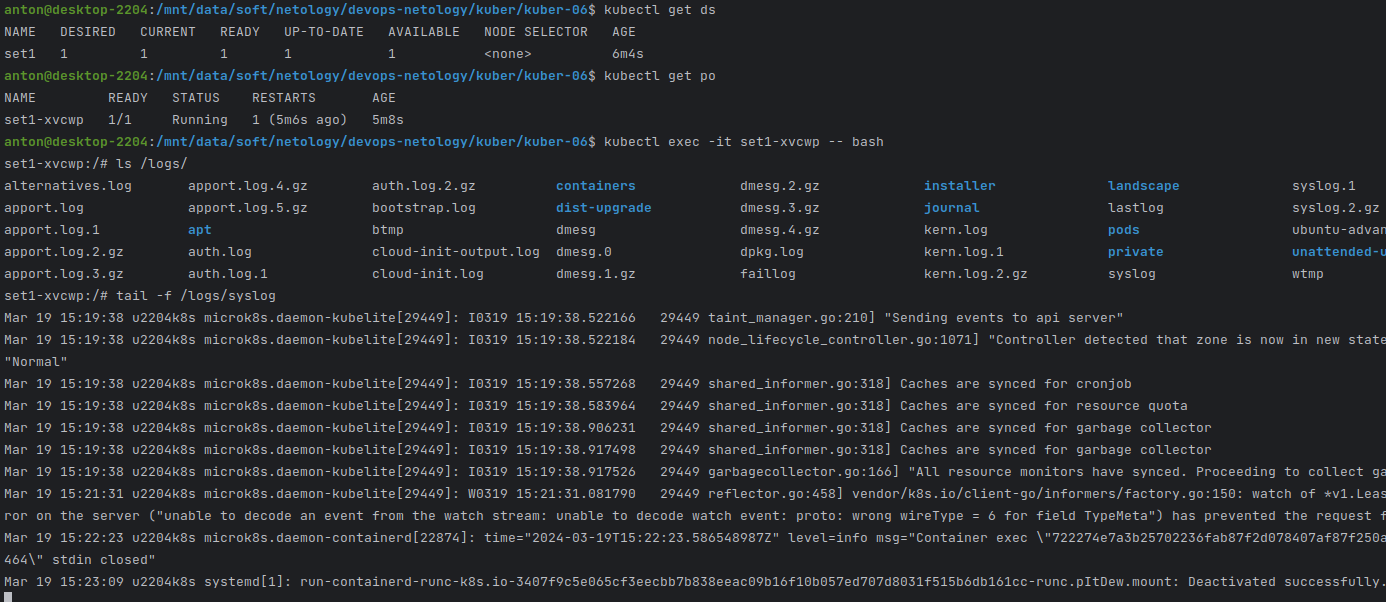 anton@desktop-2204:/mnt/data/soft/netology/devops-netology/kuber/kuber-06$ kubectl get ds
NAME   DESIRED   CURRENT   READY   UP-TO-DATE   AVAILABLE   NODE SELECTOR   AGE
set1   1         1         1       1            1           <none>          6m4s
anton@desktop-2204:/mnt/data/soft/netology/devops-netology/kuber/kuber-06$ kubectl get po
NAME         READY   STATUS    RESTARTS       AGE
set1-xvcwp   1/1     Running   1 (5m6s ago)   5m8s
anton@desktop-2204:/mnt/data/soft/netology/devops-netology/kuber/kuber-06$ kubectl exec -it set1-xvcwp -- bash
set1-xvcwp:/# ls /logs/
alternatives.log       apport.log.4.gz        auth.log.2.gz          containers             dmesg.2.gz             installer              landscape              syslog.1
apport.log             apport.log.5.gz        bootstrap.log          dist-upgrade           dmesg.3.gz             journal                lastlog                syslog.2.gz
apport.log.1           apt                    btmp                   dmesg                  dmesg.4.gz             kern.log               pods                   ubuntu-advan
apport.log.2.gz        auth.log               cloud-init-output.log  dmesg.0                dpkg.log               kern.log.1             private                unattended-u
apport.log.3.gz        auth.log.1             cloud-init.log         dmesg.1.gz             faillog                kern.log.2.gz          syslog                 wtmp
set1-xvcwp:/# tail -f /logs/syslog
Mar 19 15:19:38 u2204k8s microk8s.daemon-kubelite[29449]: I0319 15:19:38.522166   29449 taint_manager.go:210] "Sending events to api server"
Mar 19 15:19:38 u2204k8s microk8s.daemon-kubelite[29449]: I0319 15:19:38.522184   29449 node_lifecycle_controller.go:1071] "Controller detected that zone is now in new state
"Normal"
Mar 19 15:19:38 u2204k8s microk8s.daemon-kubelite[29449]: I0319 15:19:38.557268   29449 shared_informer.go:318] Caches are synced for cronjob
Mar 19 15:19:38 u2204k8s microk8s.daemon-kubelite[29449]: I0319 15:19:38.583964   29449 shared_informer.go:318] Caches are synced for resource quota
Mar 19 15:19:38 u2204k8s microk8s.daemon-kubelite[29449]: I0319 15:19:38.906231   29449 shared_informer.go:318] Caches are synced for garbage collector
Mar 19 15:19:38 u2204k8s microk8s.daemon-kubelite[29449]: I0319 15:19:38.917498   29449 shared_informer.go:318] Caches are synced for garbage collector
Mar 19 15:19:38 u2204k8s microk8s.daemon-kubelite[29449]: I0319 15:19:38.917526   29449 garbagecollector.go:166] "All resource monitors have synced. Proceeding to collect ga
Mar 19 15:21:31 u2204k8s microk8s.daemon-kubelite[29449]: W0319 15:21:31.081790   29449 reflector.go:458] vendor/k8s.io/client-go/informers/factory.go:150: watch of *v1.Leas
ror on the server ("unable to decode an event from the watch stream: unable to decode watch event: proto: wrong wireType = 6 for field TypeMeta") has prevented the request f
Mar 19 15:22:23 u2204k8s microk8s.daemon-containerd[22874]: time="2024-03-19T15:22:23.586548987Z" level=info msg="Container exec \"722274e7a3b25702236fab87f2d078407af87f250a
464\" stdin closed"
Mar 19 15:23:09 u2204k8s systemd[1]: run-containerd-runc-k8s.io-3407f9c5e065cf3eecbb7b838eeac09b16f10b057ed707d8031f515b6db161cc-runc.pItDew.mount: Deactivated successfully.